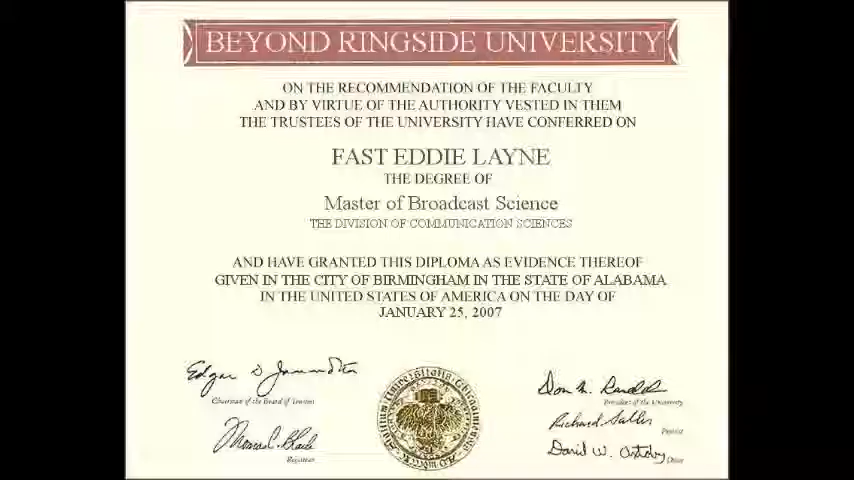 BEYOND RINGSIDE UNIVERSITY
ON THE RECOMMENDATION OF THE FACULTY
AND BY VIRTUE OF THE AUTHORITY VESTED IN THEM
THE TRUSTEES OF THE UNIVERSITY HAVE CONFERRED ON
FAST EDDIE LAYNE
THE DEGREE OF
Master of Broadcast Science
THE DIVISION OF COMMUNICATION SCIENCES
AND HAVE GRANTED THIS DIPLOMA AS EVIDENCE THEREOF
GIVEN IN THE CITY OF BIRMINGHAM IN THE STATE OF ALABAMA
IN THE UNITED STATES OF AMERICA ON THE DAY OF
JANUARY 25, 2007
Edgar D.
Chairman of the Board of Trustees
Registrar
Don M. Randel
President of the University
Richard Saller
Provost
David W.